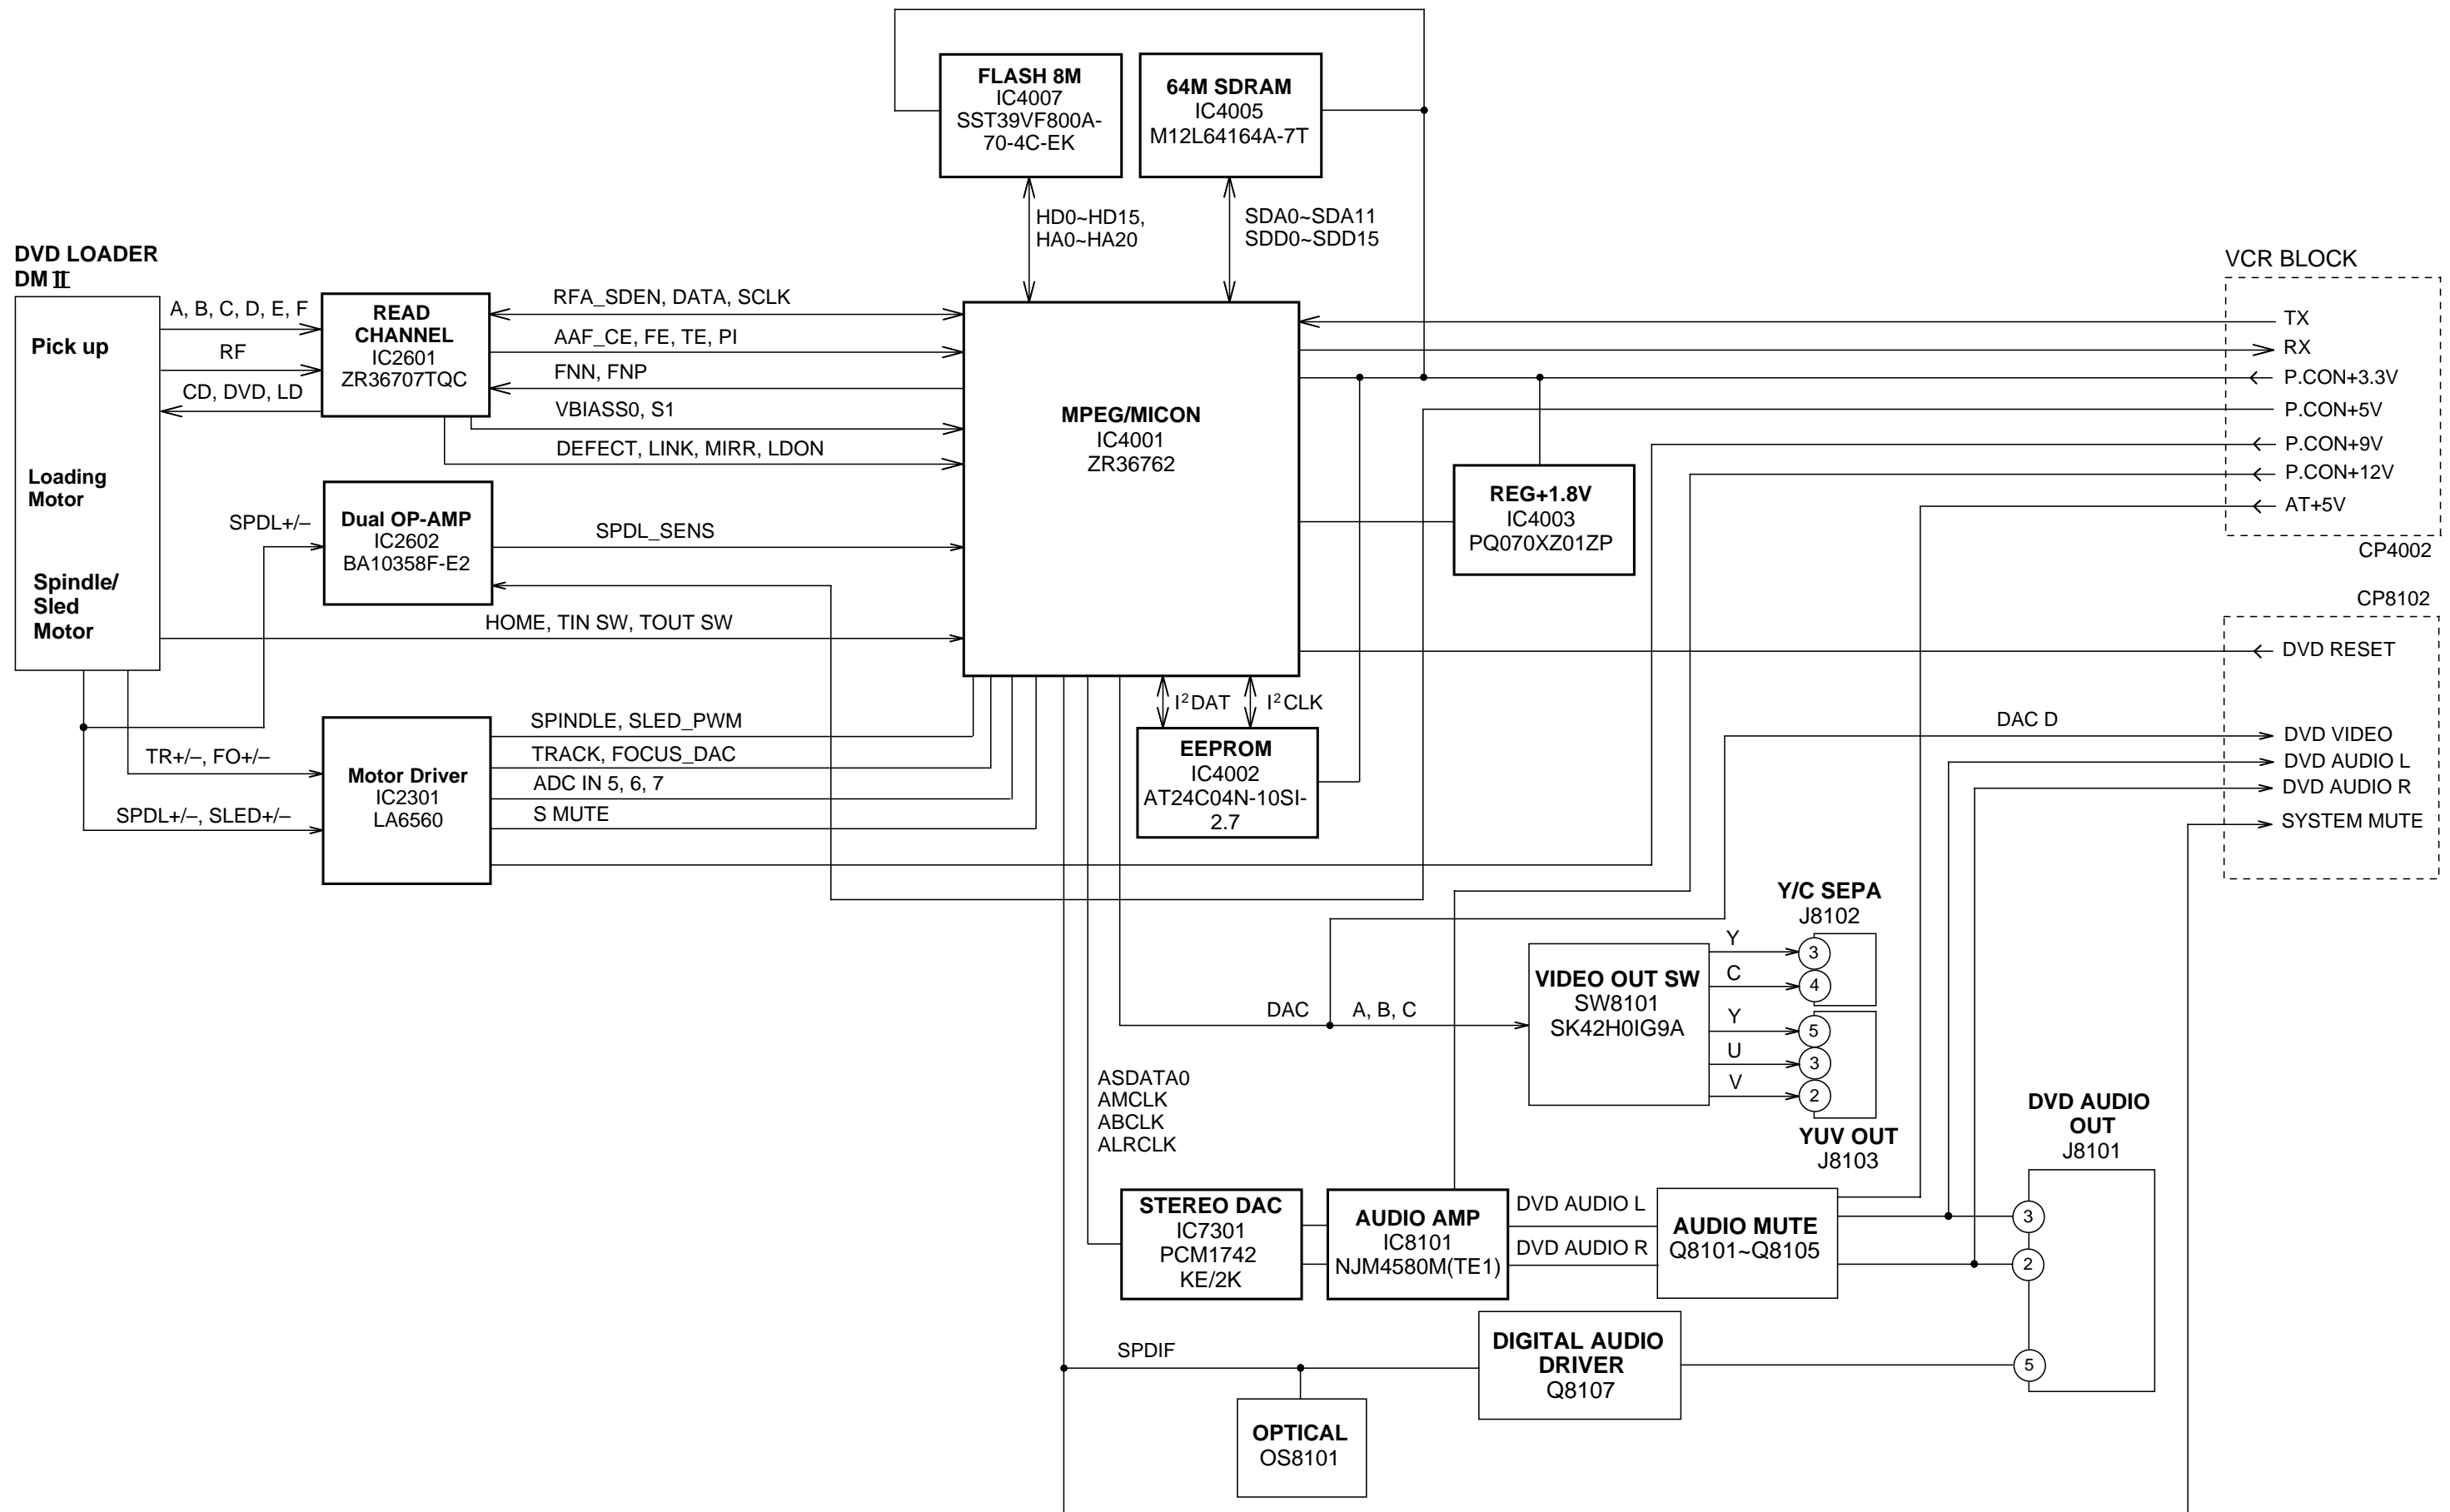 FLASH 8M
IC4007
SST39VF800A-
70-4C-EK
64M SDRAM
IC4005
M12L64164A-7T
HD0~HD15,
HA0~HA20
SDA0~SDA11
SDD0~SDD15
DVD LOADER
DM II
Pick up
Loading
Motor
Spindle/
Sled
Motor
A, B, C, D, E, F
RF
CD, DVD, LD
READ
CHANNEL
IC2601
ZR36707TQC
RFA_SDEN, DATA, SCLK
AAF_CE, FE, TE, PI
FNN, FNP
VBIASS0, S1
DEFECT, LINK, MIRR, LDON
SPDL+/–
Dual OP-AMP
IC2602
BA10358F-E2
SPDL_SENS
HOME, TIN SW, TOUT SW
MPEG/MICON
IC4001
ZR36762
REG+1.8V
IC4003
PQ070XZ01ZP
VCR BLOCK
TX
RX
P.CON+3.3V
P.CON+5V
P.CON+9V
P.CON+12V
AT+5V
CP4002
CP8102
DVD RESET
DAC D
DVD VIDEO
DVD AUDIO L
DVD AUDIO R
SYSTEM MUTE
I²DAT
I²CLK
EEPROM
IC4002
AT24C04N-10SI-
2.7
TR+/–, FO+/–
SPDL+/–, SLED+/–
Motor Driver
IC2301
LA6560
SPINDLE, SLED_PWM
TRACK, FOCUS_DAC
ADC IN 5, 6, 7
S MUTE
DAC
A, B, C
VIDEO OUT SW
SW8101
SK42H0IG9A
Y
C
Y
U
V
Y/C SEPA
J8102
3
4
5
3
2
YUV OUT
J8103
ASDATA0
AMCLK
ABCLK
ALRCLK
STEREO DAC
IC7301
PCM1742
KE/2K
AUDIO AMP
IC8101
NJM4580M(TE1)
DVD AUDIO L
DVD AUDIO R
AUDIO MUTE
Q8101~Q8105
DVD AUDIO
OUT
J8101
3
2
5
SPDIF
DIGITAL AUDIO
DRIVER
Q8107
OPTICAL
OS8101